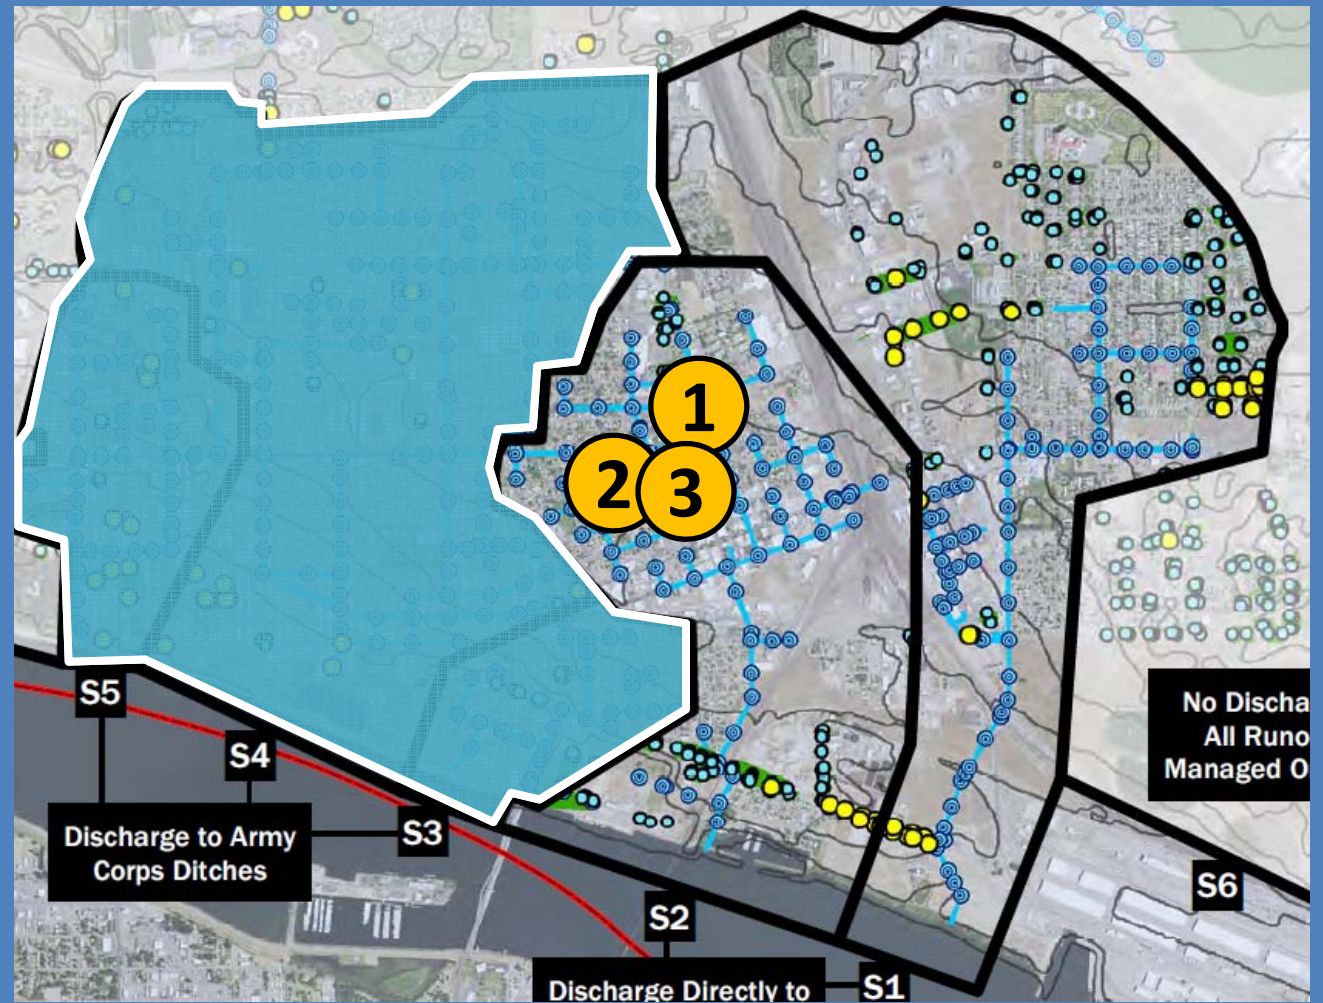 1
2
3
No Discha
All Runo
Managed O
S5
S4
S3
Discharge to Army
Corps Ditches
S6
S2
S1
Discharge Directly to